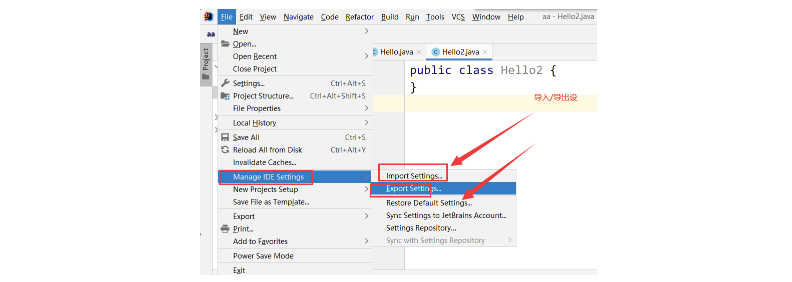 File Edit View Navigate Code Refactor Build Run Tools VCS Window Help aa - Hello2.java
aa
Project
New
Open...
Open Recent
Close Project
Settings... Ctrl+Alt+S
Project Structure... Ctrl+Alt+Shift+S
File Properties
Local History
Save All Ctrl+S
Reload All from Disk Ctrl+Alt+Y
Invalidate Caches...
Manage IDE Settings
New Projects Setup
Save File as Template...
Export
Print...
Add to Favorites
Power Save Mode
Exit
Hello.java Hello2.java
public class Hello2 {
}
导入/导出设
Import Settings...
Export Settings...
Restore Default Settings...
Sync Settings to JetBrains Account...
Settings Repository...
Sync with Settings Repository